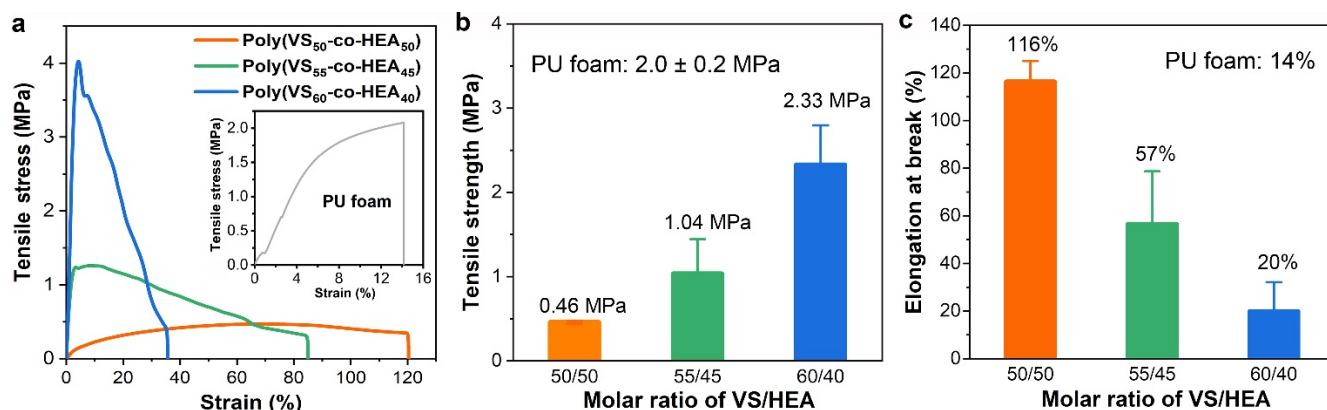 a
Poly(VS50-co-HEA50)
Poly(VS55-co-HEA45)
Poly(VS60-co-HEA40)
Tensile stress (MPa)
4
3
2
1
0
0 20 40 60 80 100 120
Strain (%)
Tensile stress (MPa)
2.0
1.5
1.0
0.5
0.0
PU foam
0 4 8 12 16
Strain (%)
b
PU foam: 2.0 ± 0.2 MPa
Tensile strength (MPa)
4
3
2
1
0
0.46 MPa
1.04 MPa
2.33 MPa
50/50 55/45 60/40
Molar ratio of VS/HEA
c
PU foam: 14%
Elongation at break (%)
140
120
100
80
60
40
20
0
116%
57%
20%
50/50 55/45 60/40
Molar ratio of VS/HEA